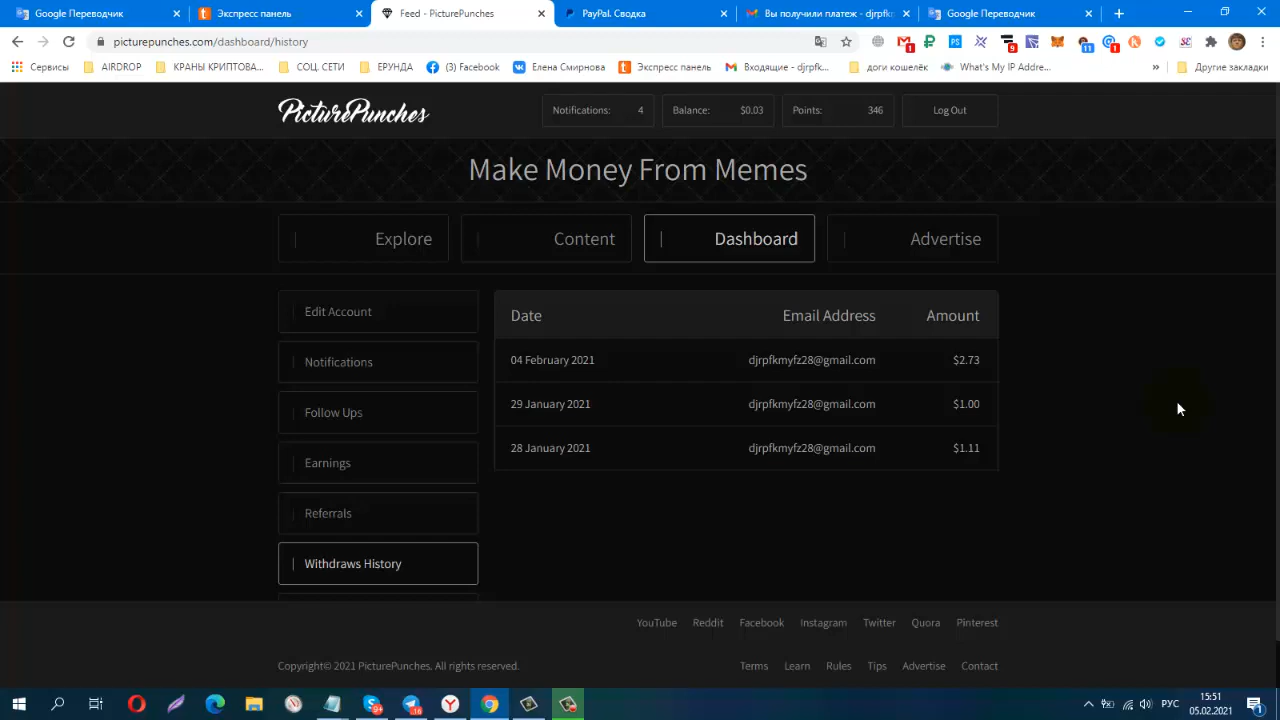 Google Переводчик
Экспресс панель
Feed - PicturePunches
PayPal. Сводка
Вы получили платеж - djrpfkr
Google Переводчик
picturepunches.com/dashboard/history
1
9
11
1
Сервисы
AIRDROP
КРАНЫ КРИПТОВА...
СОЦ СЕТИ
ЕРУНДА
(3) Facebook
Елена Смирнова
Экспресс панель
Входящие - djrpfk...
доги кошелёк
What's My IP Addre...
»
Другие закладки
PicturePunches
Notifications: 4
Balance: $0.03
Points: 346
Log Out
Make Money From Memes
Explore
Content
Dashboard
Advertise
Edit Account
Notifications
Follow Ups
Earnings
Referrals
Withdraws History
Date Email Address Amount
04 February 2021 djrpfkmyfz28@gmail.com $2.73
29 January 2021 djrpfkmyfz28@gmail.com $1.00
28 January 2021 djrpfkmyfz28@gmail.com $1.11
YouTube Reddit Facebook Instagram Twitter Quora Pinterest
Copyright© 2021 PicturePunches. All rights reserved.
Terms Learn Rules Tips Advertise Contact
РУС
15:51
05.02.2021